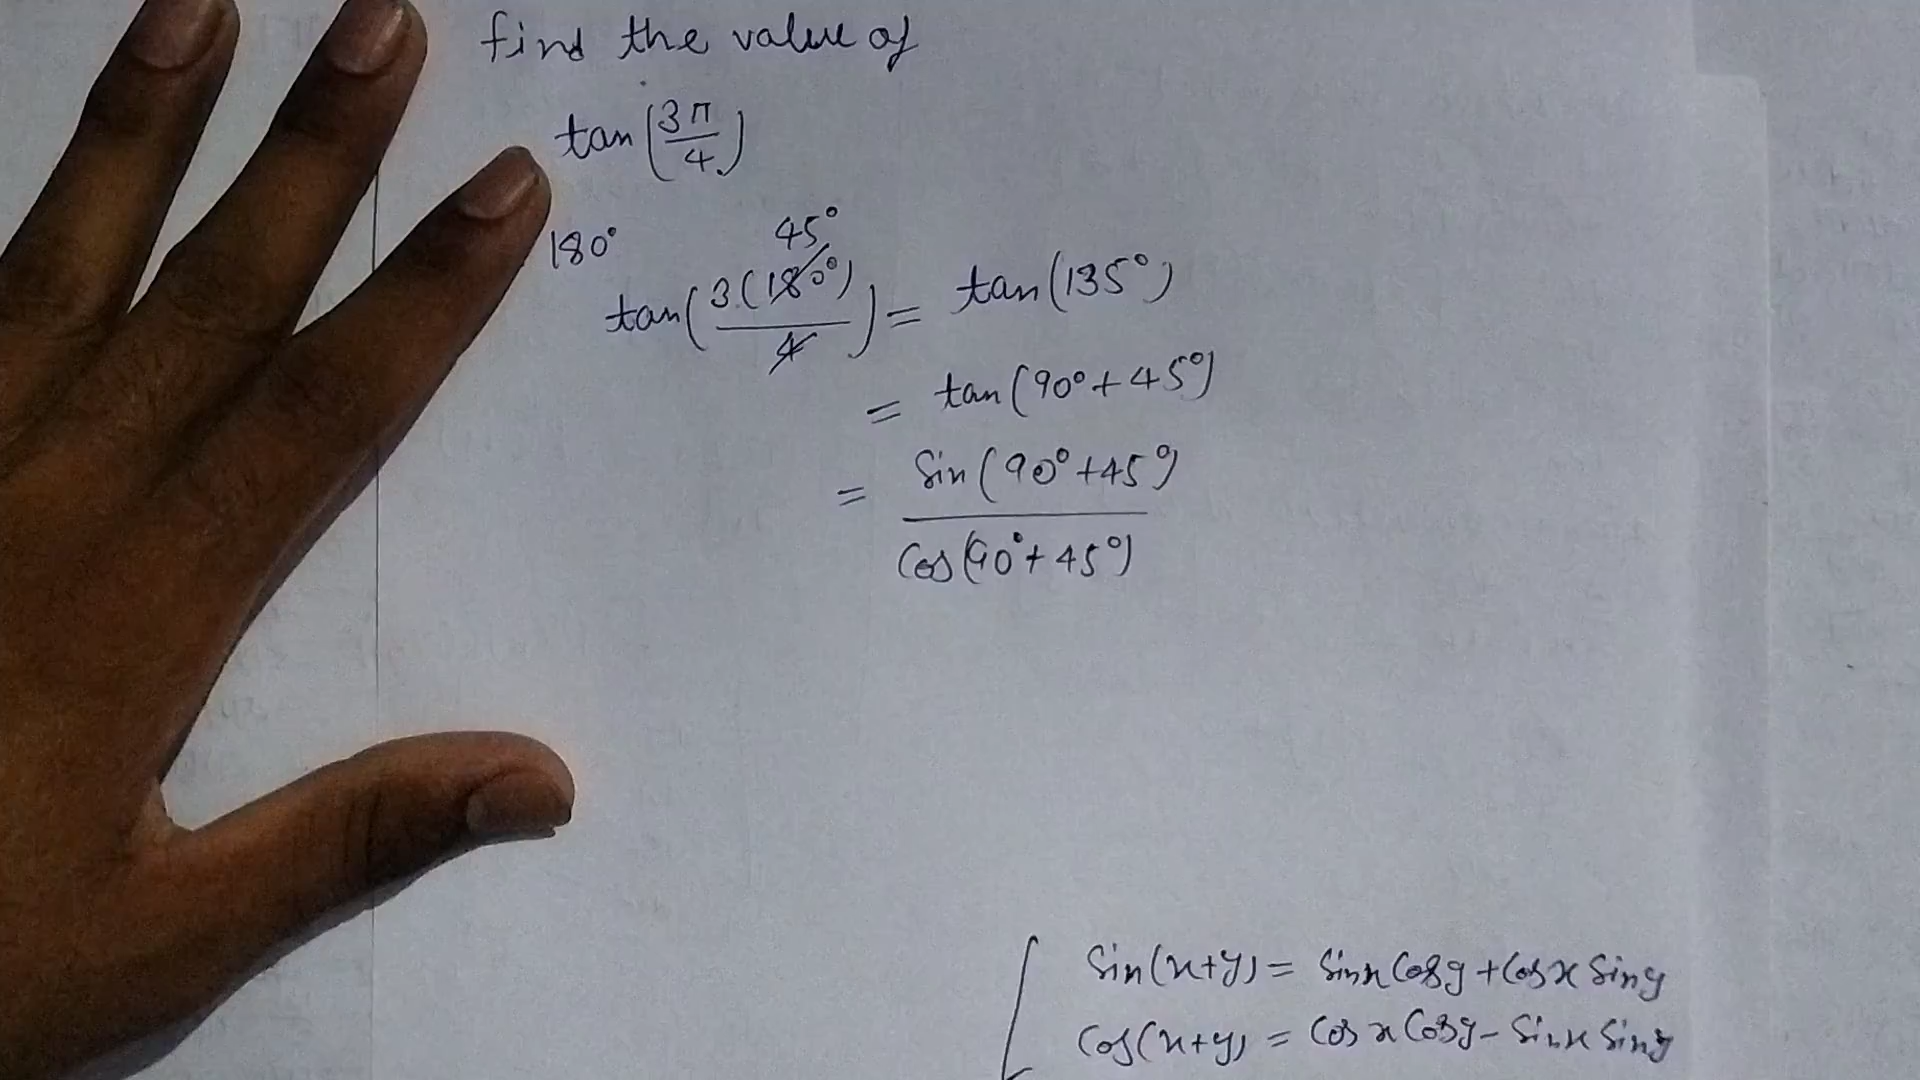 find the value of
tan(3π/4)
180°
45°
tan(3(180°)/4) = tan(135°)
= tan(90°+45°)
= Sin(90°+45°)/Cos(90°+45°)
Sin(x+y) = Sinx Cosy + Cosx Siny
Cos(x+y) = Cosx Cosy - Sinx Siny